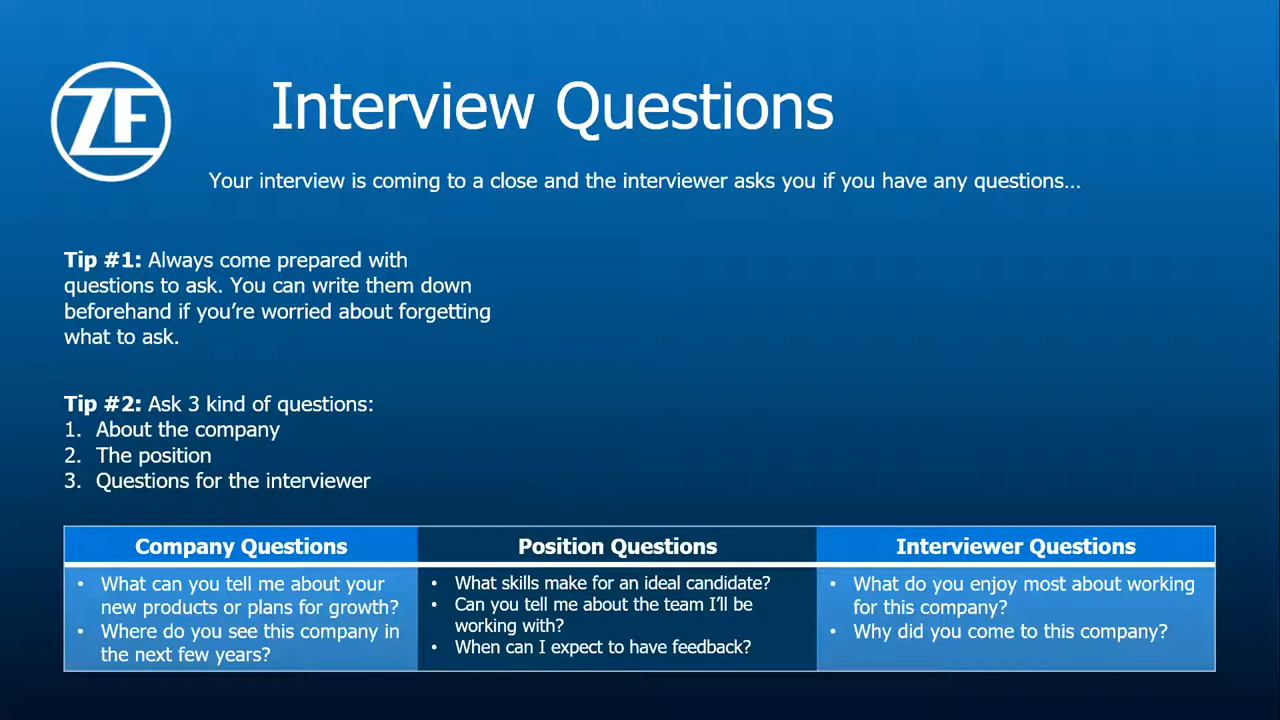 ZF
Interview Questions
Your interview is coming to a close and the interviewer asks you if you have any questions...
Tip #1: Always come prepared with
questions to ask. You can write them down
beforehand if you’re worried about forgetting
what to ask.
Tip #2: Ask 3 kind of questions:
1. About the company
2. The position
3. Questions for the interviewer
Company Questions
• What can you tell me about your
new products or plans for growth?
• Where do you see this company in
the next few years?
Position Questions
• What skills make for an ideal candidate?
• Can you tell me about the team I’ll be
working with?
• When can I expect to have feedback?
Interviewer Questions
• What do you enjoy most about working
for this company?
• Why did you come to this company?